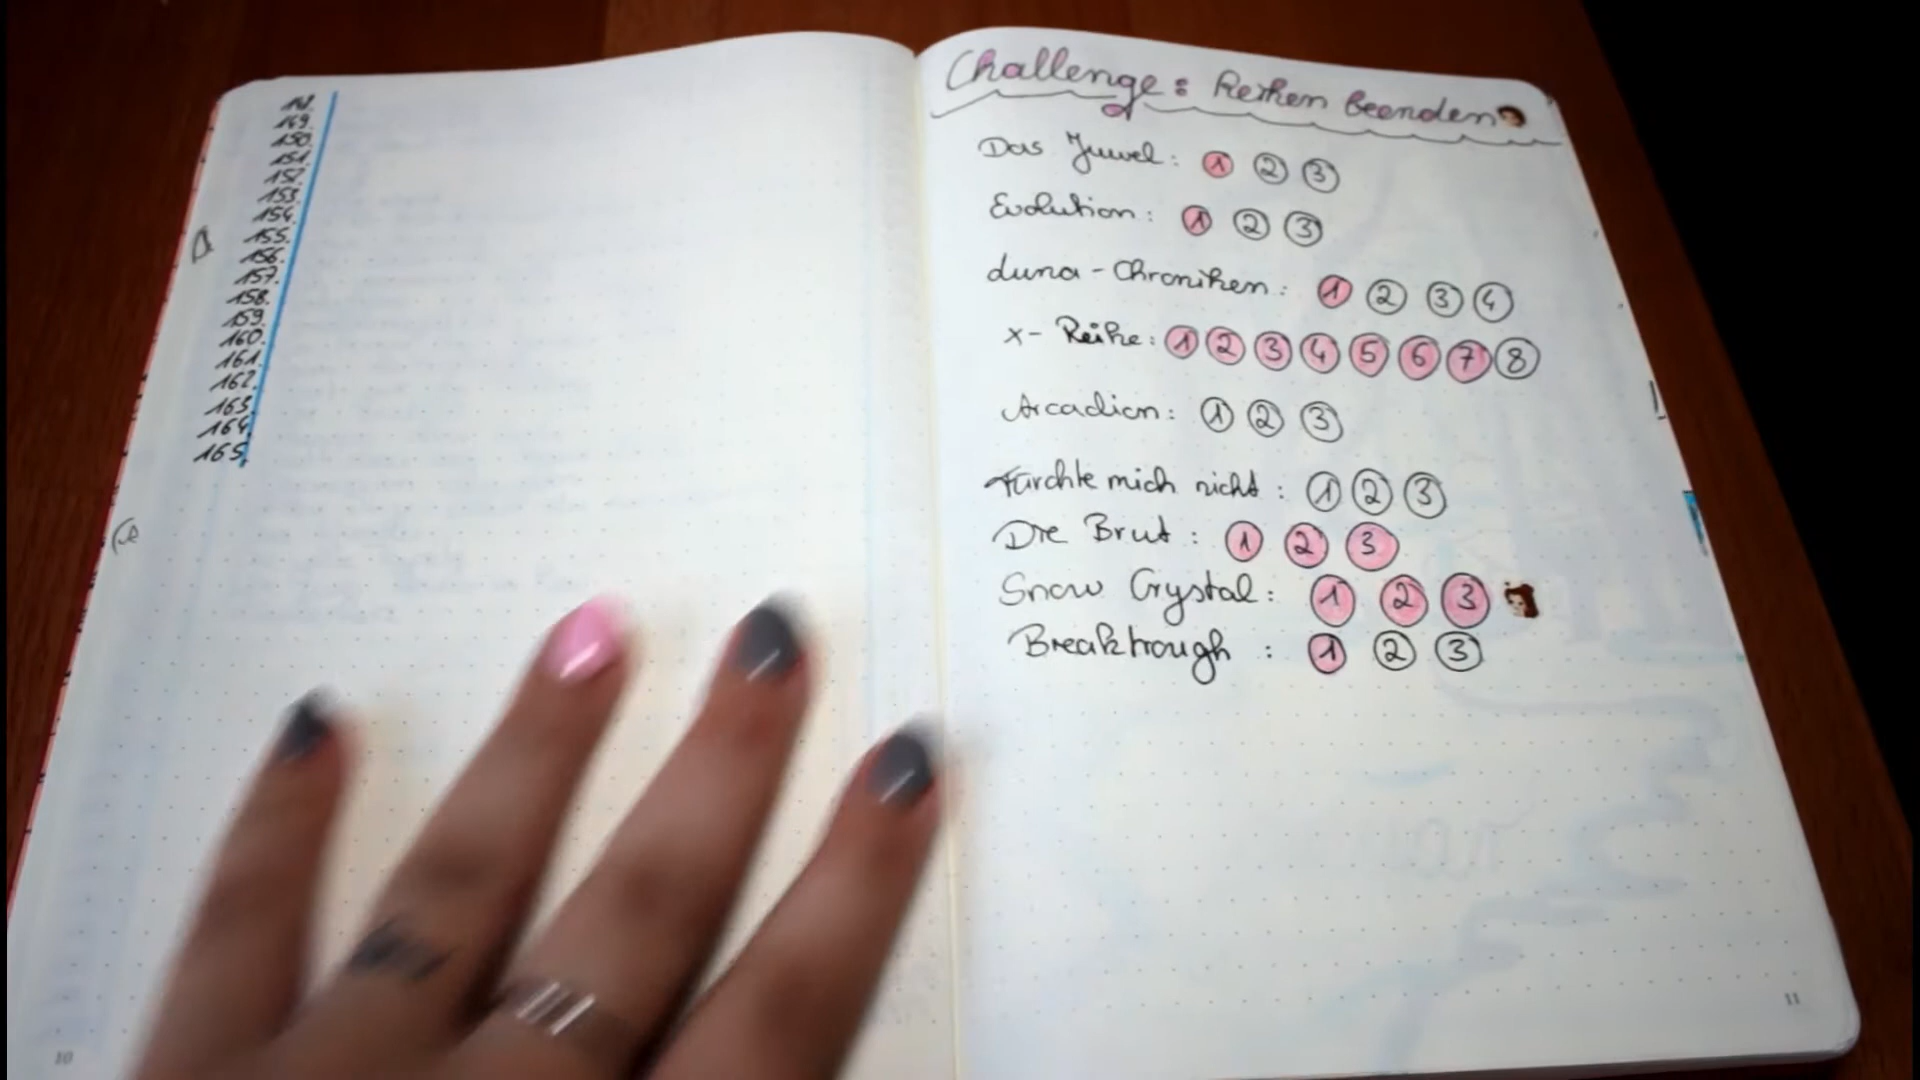 148.
149.
150.
151.
152.
153.
154.
155.
156.
157.
158.
159.
160.
161.
162.
163.
164.
165.
10
Challenge: Reihen beenden
Das Juwel: 1 2 3
Evolution: 1 2 3
Luna-Chroniken: 1 2 3 4
X-Reihe: 1 2 3 4 5 6 7 8
Arcadion: 1 2 3
Fürchte mich nicht: 1 2 3
Die Brut: 1 2 3
Snow Crystal: 1 2 3
Breaktrough: 1 2 3
11